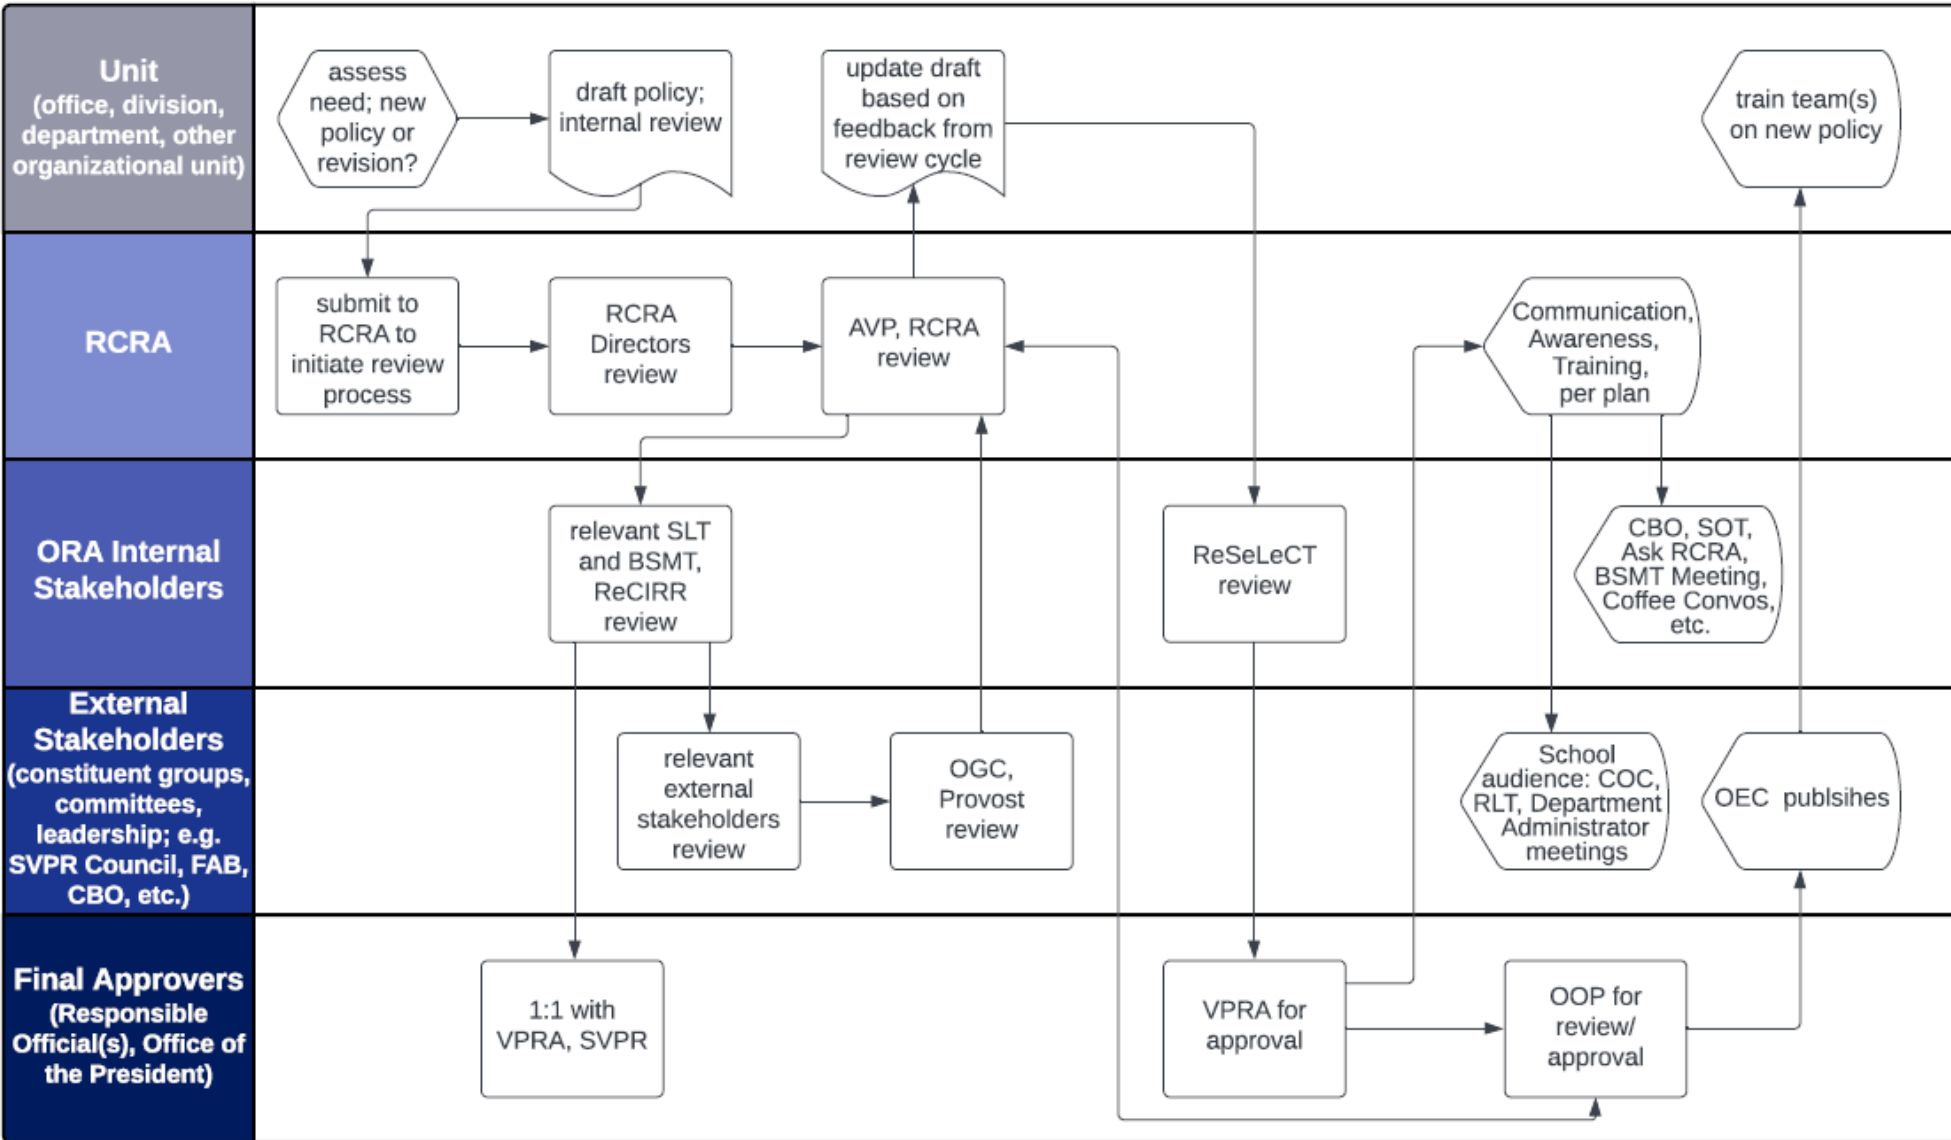 Unit
(office, division,
department, other
organizational unit)
assess
need; new
policy or
revision?
draft policy;
internal review
update draft
based on
feedback from
review cycle
train team(s)
on new policy
RCRA
submit to
RCRA to
initiate review
process
RCRA
Directors
review
AVP, RCRA
review
Communication,
Awareness,
Training,
per plan
ORA Internal
Stakeholders
relevant SLT
and BSMT,
ReCIRR
review
ReSeLeCT
review
CBO, SOT,
Ask RCRA,
BSMT Meeting,
Coffee Convos,
etc.
External
Stakeholders
(constituent groups,
committees,
leadership; e.g.
SVPR Council, FAB,
CBO, etc.)
relevant
external
stakeholders
review
OGC,
Provost
review
School
audience: COC,
RLT, Department
Administrator
meetings
OEC publsihes
Final Approvers
(Responsible
Official(s), Office of
the President)
1:1 with
VPRA, SVPR
VPRA for
approval
OOP for
review/
approval